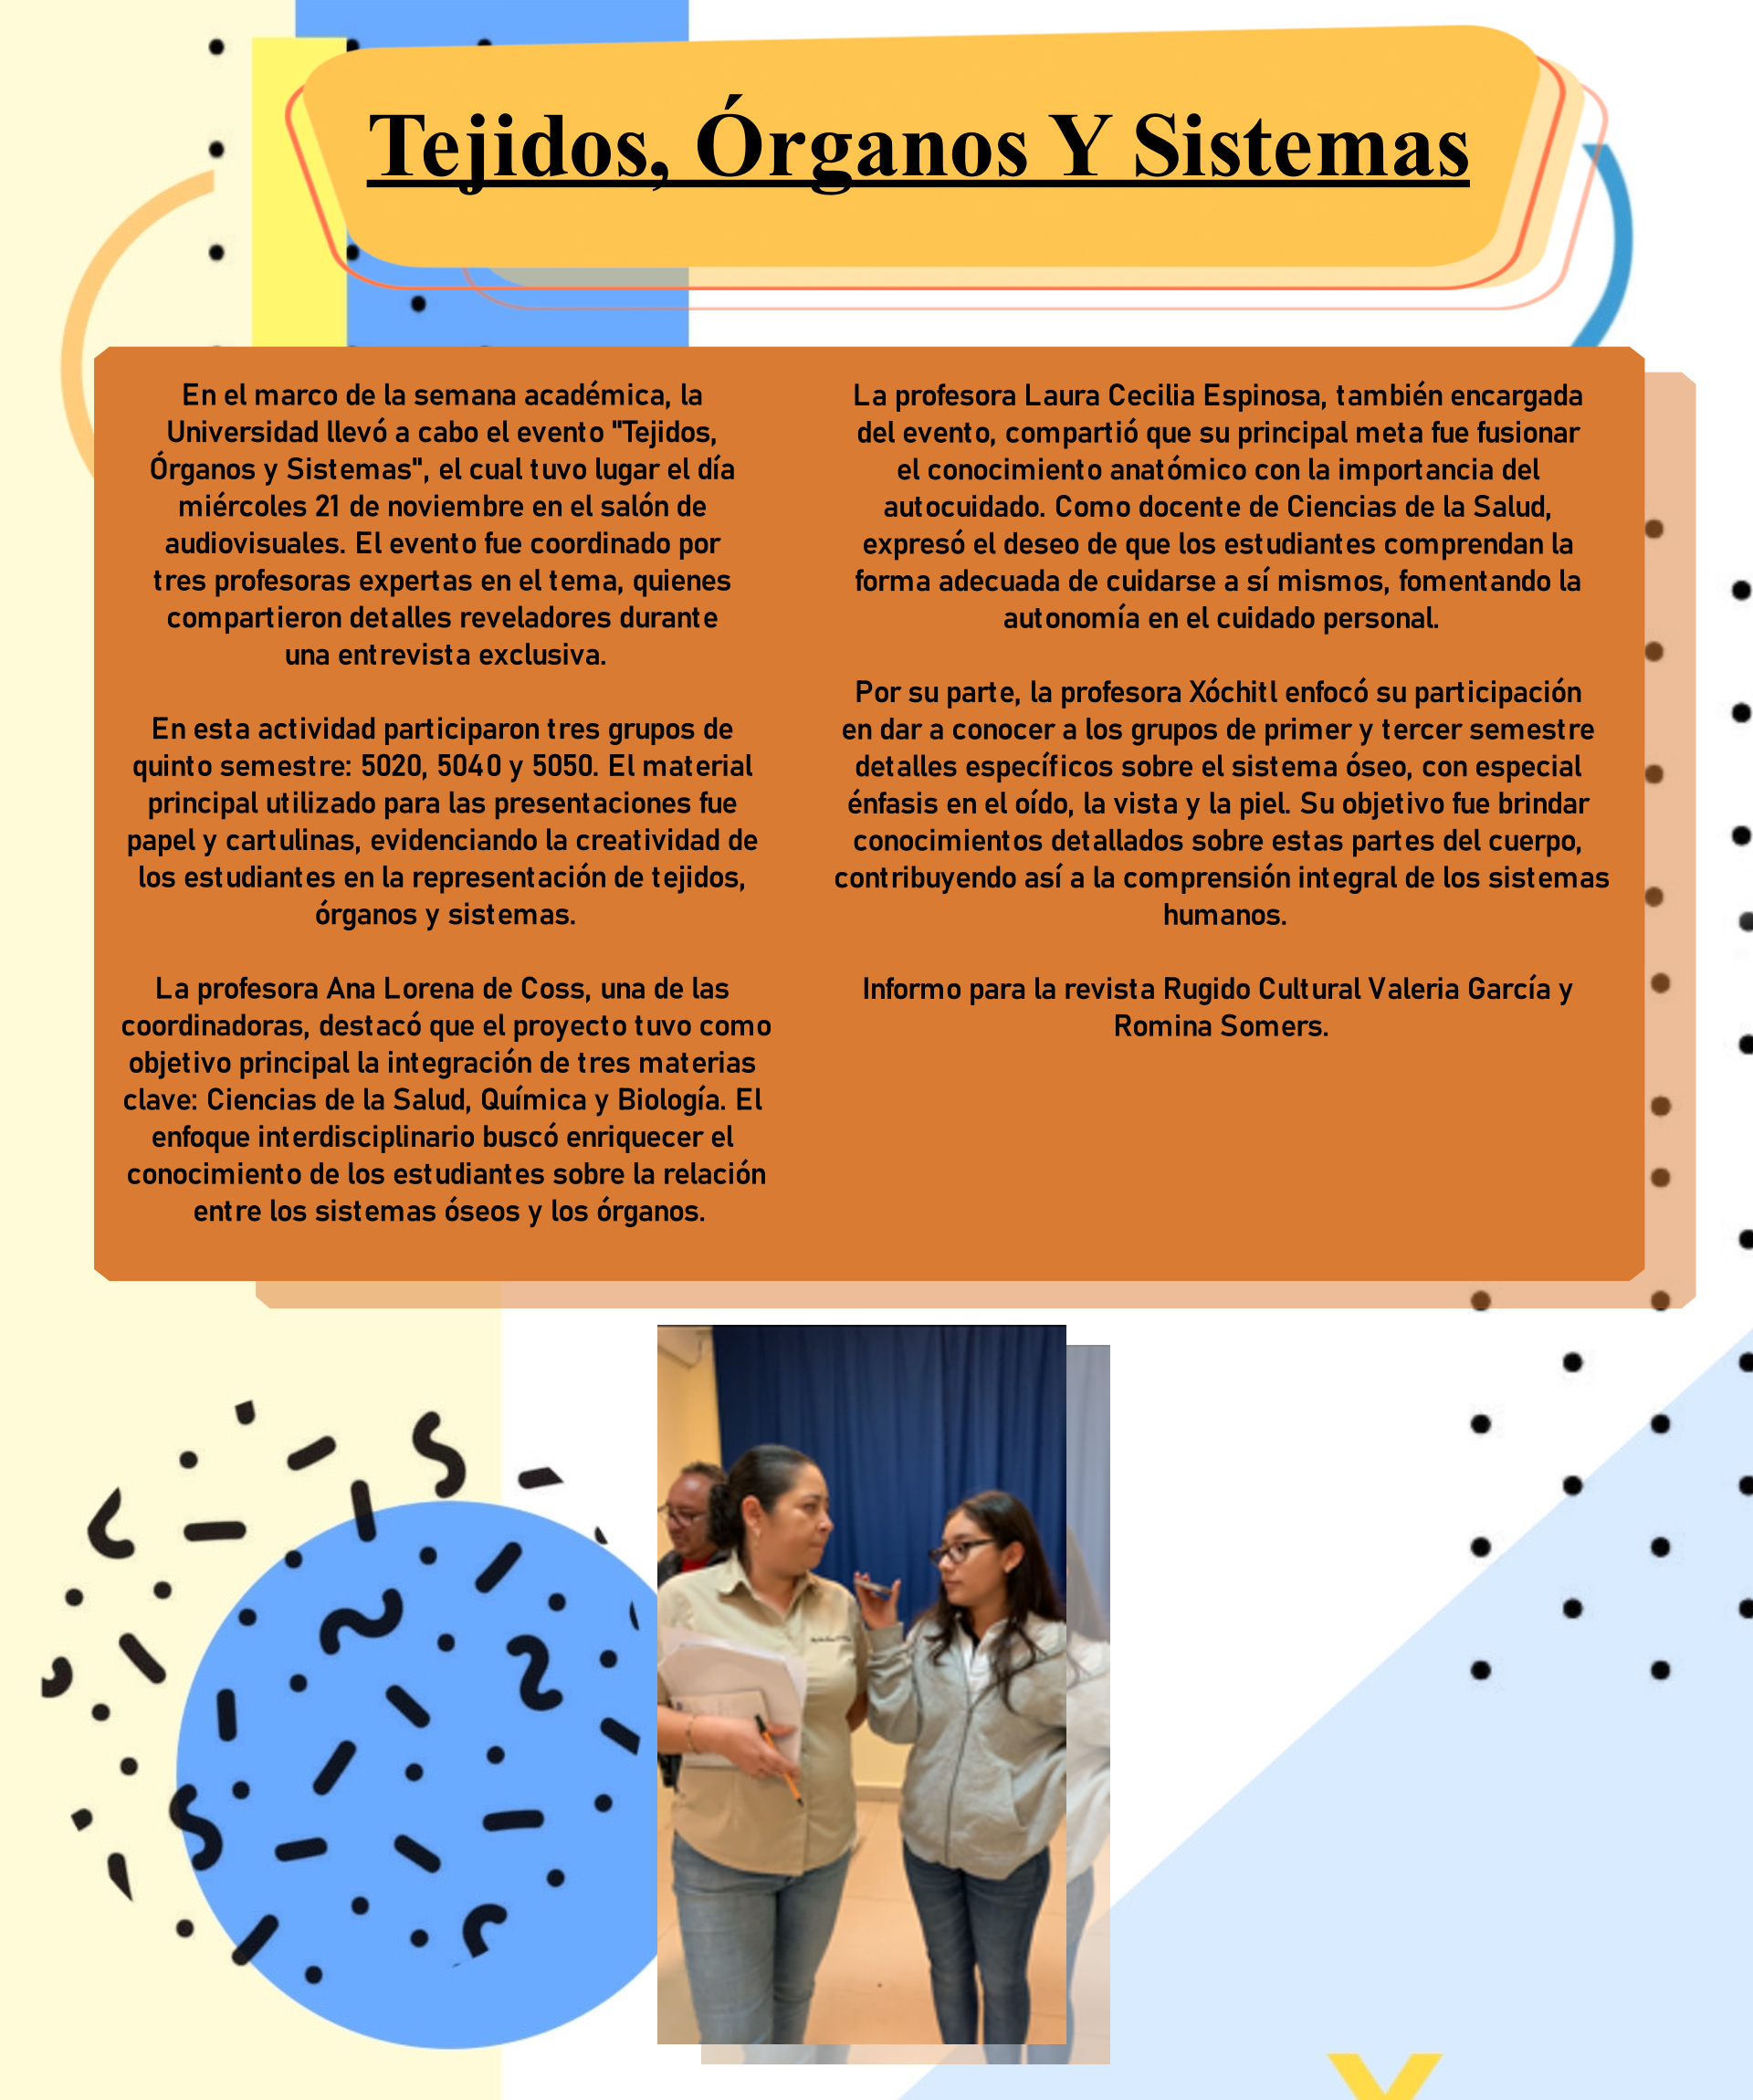 Tejidos, Órganos Y Sistemas
En el marco de la semana académica, la
Universidad llevó a cabo el evento "Tejidos,
Órganos y Sistemas", el cual tuvo lugar el día
miércoles 21 de noviembre en el salón de
audiovisuales. El evento fue coordinado por
tres profesoras expertas en el tema, quienes
compartieron detalles reveladores durante
una entrevista exclusiva.
En esta actividad participaron tres grupos de
quinto semestre: 5020, 5040 y 5050. El material
principal utilizado para las presentaciones fue
papel y cartulinas, evidenciando la creatividad de
los estudiantes en la representación de tejidos,
órganos y sistemas.
La profesora Ana Lorena de Coss, una de las
coordinadoras, destacó que el proyecto tuvo como
objetivo principal la integración de tres materias
clave: Ciencias de la Salud, Química y Biología. El
enfoque interdisciplinario buscó enriquecer el
conocimiento de los estudiantes sobre la relación
entre los sistemas óseos y los órganos.
La profesora Laura Cecilia Espinosa, también encargada
del evento, compartió que su principal meta fue fusionar
el conocimiento anatómico con la importancia del
autocuidado. Como docente de Ciencias de la Salud,
expresó el deseo de que los estudiantes comprendan la
forma adecuada de cuidarse a sí mismos, fomentando la
autonomía en el cuidado personal.
Por su parte, la profesora Xóchitl enfocó su participación
en dar a conocer a los grupos de primer y tercer semestre
detalles específicos sobre el sistema óseo, con especial
énfasis en el oído, la vista y la piel. Su objetivo fue brindar
conocimientos detallados sobre estas partes del cuerpo,
contribuyendo así a la comprensión integral de los sistemas
humanos.
Informo para la revista Rugido Cultural Valeria García y
Romina Somers.